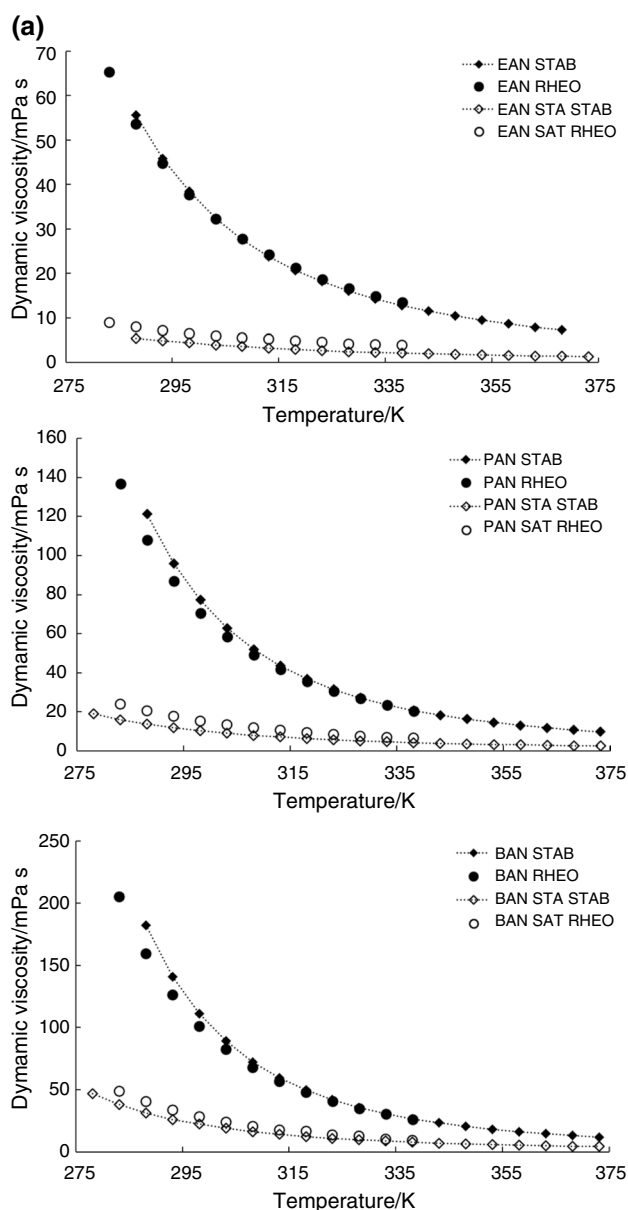 (a)
Dymamic viscosity/mPa s
70
60
50
40
30
20
10
0
275
295
315
335
355
375
Temperature/K
EAN STAB
EAN RHEO
EAN STA STAB
EAN SAT RHEO
Dymamic viscosity/mPa s
160
140
120
100
80
60
40
20
0
275
295
315
335
355
375
Temperature/K
PAN STAB
PAN RHEO
PAN STA STAB
PAN SAT RHEO
Dymamic viscosity/mPa s
250
200
150
100
50
0
275
295
315
335
355
375
Temperature/K
BAN STAB
BAN RHEO
BAN STA STAB
BAN SAT RHEO